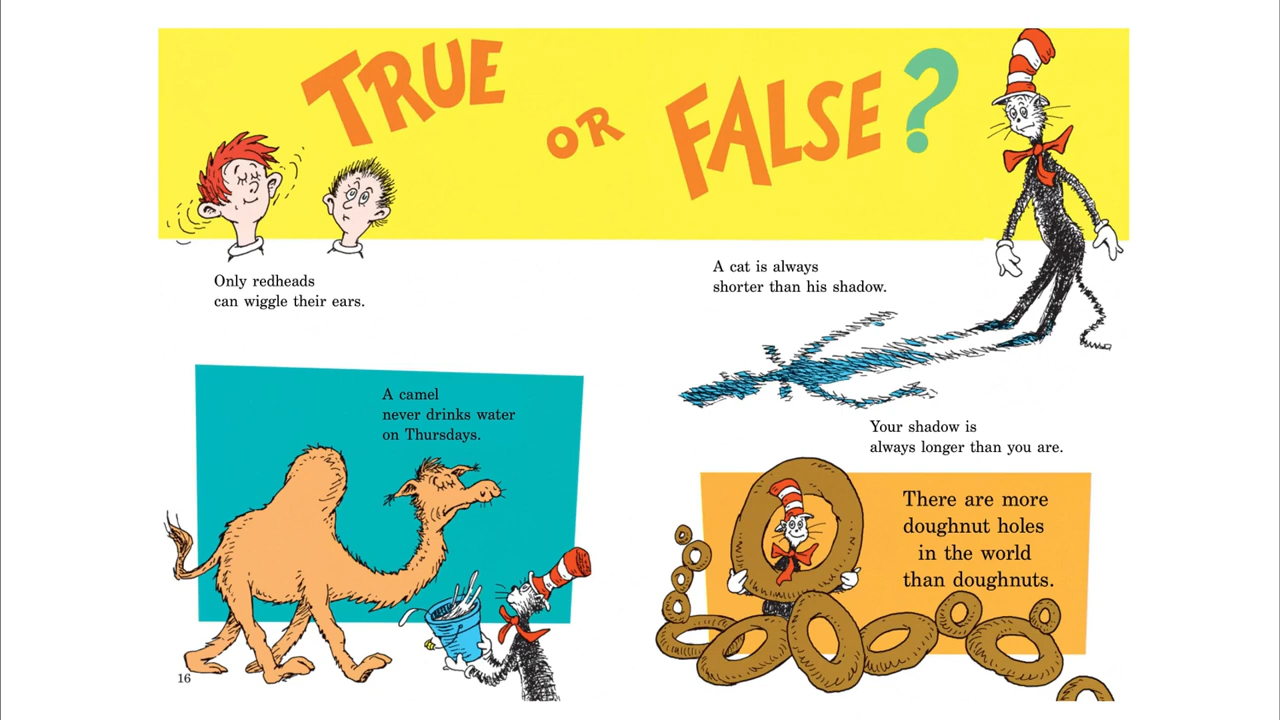 TRUE OR FALSE?
Only redheads
can wiggle their ears.
A camel
never drinks water
on Thursdays.
16
A cat is always
shorter than his shadow.
Your shadow is
always longer than you are.
There are more
doughnut holes
in the world
than doughnuts.